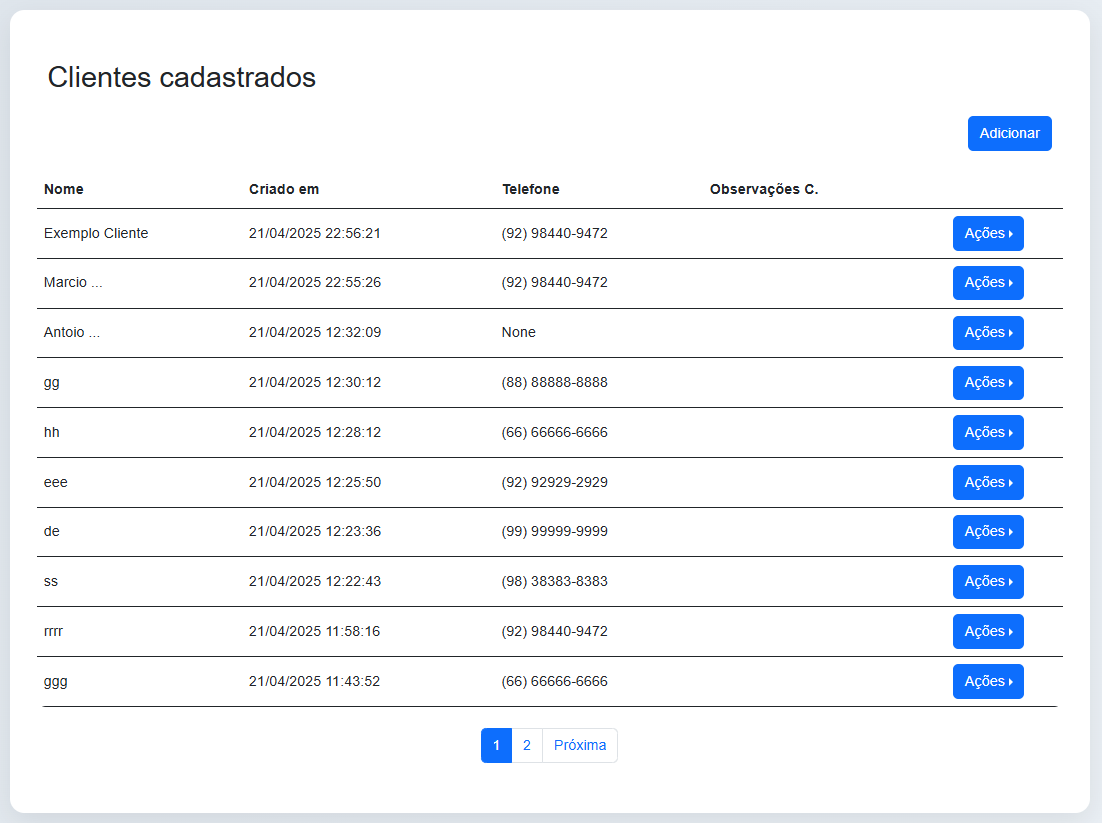 Clientes cadastrados
Adicionar
Nome Criado em Telefone Observações C.
Exemplo Cliente 21/04/2025 22:56:21 (92) 98440-9472 Ações
Marcio ... 21/04/2025 22:55:26 (92) 98440-9472 Ações
Antoio ... 21/04/2025 12:32:09 None Ações
gg 21/04/2025 12:30:12 (88) 88888-8888 Ações
hh 21/04/2025 12:28:12 (66) 66666-6666 Ações
eee 21/04/2025 12:25:50 (92) 92929-2929 Ações
de 21/04/2025 12:23:36 (99) 99999-9999 Ações
ss 21/04/2025 12:22:43 (98) 38383-8383 Ações
rrrr 21/04/2025 11:58:16 (92) 98440-9472 Ações
ggg 21/04/2025 11:43:52 (66) 66666-6666 Ações
1 2 Próxima